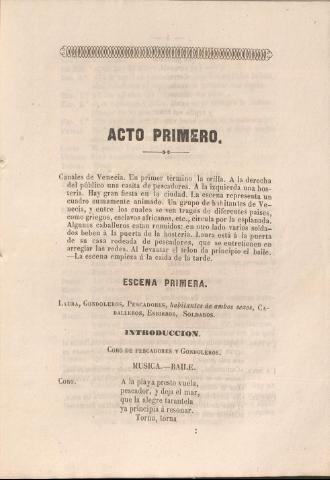 ACTO PRIMERO.
Canales de Venecia. En primer término la orilla. A la derecha
del público una casita de pescadores. A la izquierda una hos-
tería. Hay gran fiesta en la ciudad. La escena representa un
cuadro sumamente animado. Un grupo de habitantes de Ve-
necia, y entre los cuales se ven trages de diferentes paises,
como griegos, esclavos africanos, etc., circula por la esplanada.
Algunos caballeros están reunidos; en otro lado varios solda-
dos beben á la puerta de la hostería. Laura está á la puerta
de su casa rodeada de pescadores, que se entretienen en
arreglar las redes. Al levantar el telon da principio el baile.
—La escena empieza á la caida de la tarde.
ESCENA PRIMERA.
LAURA, GONDOLEROS, PESCADORES, habitantes de ambos sexos, CA-
BALLEROS, ESBIRROS, SOLDADOS.
INTRODUCCION.
CORO DE PESCADORES Y GONDOLEROS.
MUSICA.—BAILE.
CORO. A la playa presto vuela,
pescador, y deja el mar,
que la alegre tarantela
ya principia á resonar.
Torna, torna